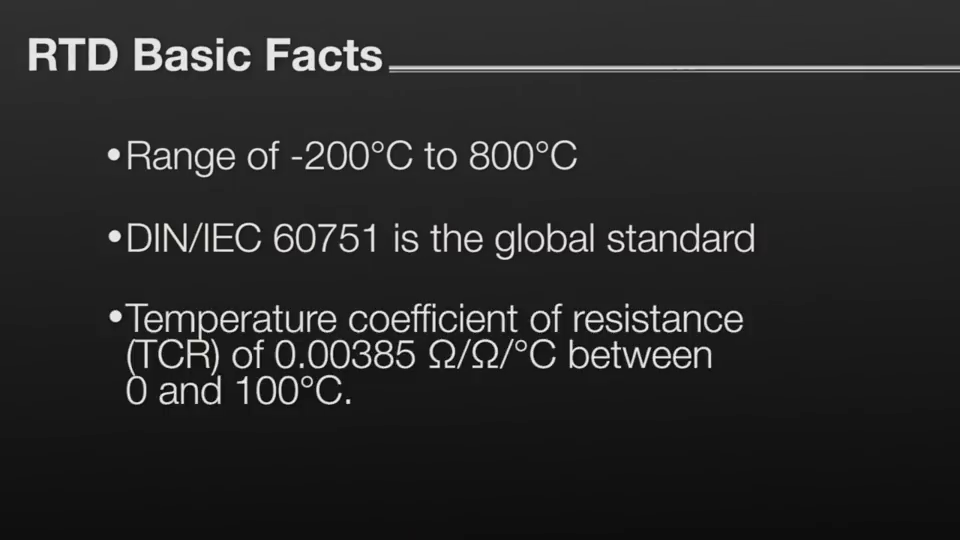 RTD Basic Facts
•Range of -200°C to 800°C
•DIN/IEC 60751 is the global standard
•Temperature coefficient of resistance
(TCR) of 0.00385 Ω/Ω/°C between
0 and 100°C.